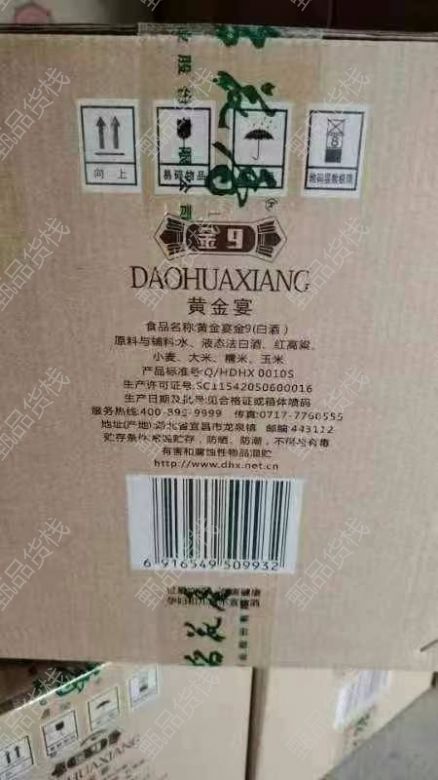 稻花香
向上
易碎物品
堆码层数极限
金9
DAOHUAXIANG
黄金宴
食品名称:黄金宴金9(白酒)
原料与辅料:水、液态法白酒、红高粱、
小麦、大米、糯米、玉米
产品标准号:Q/HDHX 0010S
生产许可证号:SC11542050600016
生产日期及批号:见合格证或箱体喷码
服务热线:400-899-9999 传真:0717-7760555
地址(产地):湖北省宜昌市龙泉镇 邮编:443112
贮存条件:常温贮存、防晒、防潮、不得与有毒
有害和腐蚀性物品混贮
http://www.dhx.net.cn
6 916549 509932
甄品货栈
DAOHUAXIANG